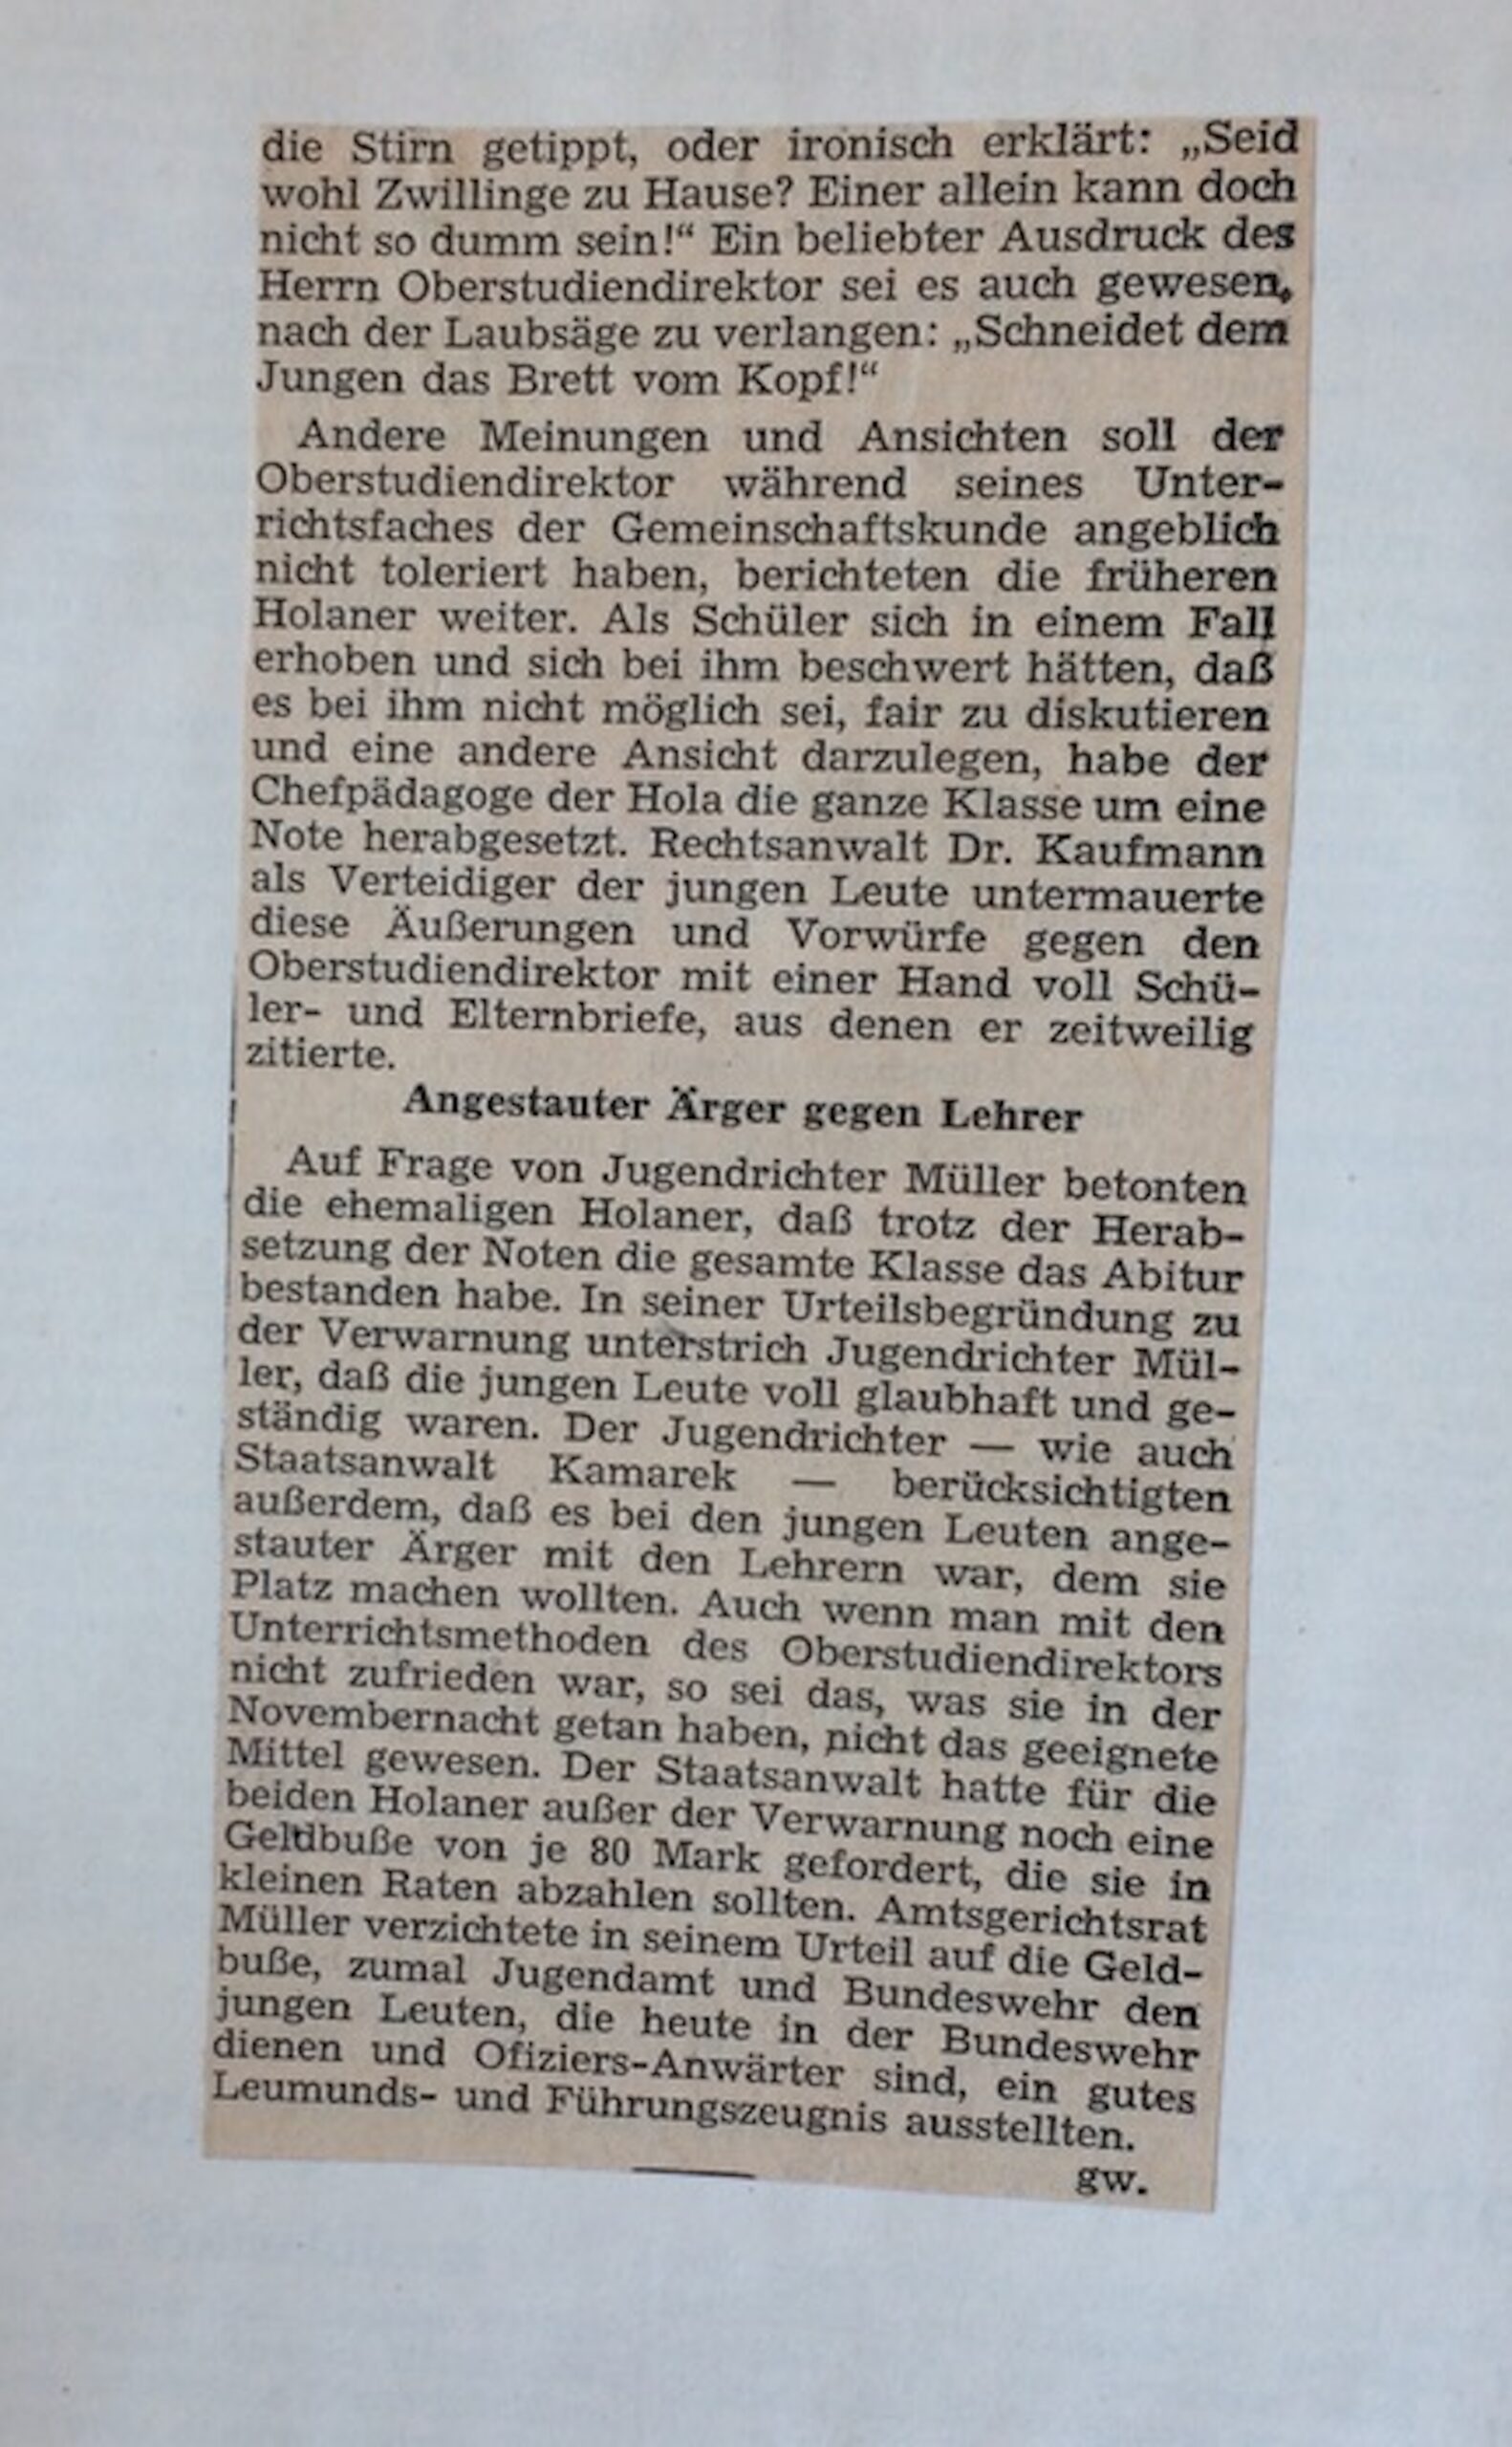 die Stirn getippt, oder ironisch erklärt: „Seid
wohl Zwillinge zu Hause? Einer allein kann doch
nicht so dumm sein!“ Ein beliebter Ausdruck des
Herrn Oberstudiendirektor sei es auch gewesen,
nach der Laubsäge zu verlangen: „Schneidet dem
Jungen das Brett vom Kopf!“
Andere Meinungen und Ansichten soll der
Oberstudiendirektor während seines Unter-
richtsfaches der Gemeinschaftskunde angeblich
nicht toleriert haben, berichteten die früheren
Holaner weiter. Als Schüler sich in einem Fall
erhoben und sich bei ihm beschwert hätten, daß
es bei ihm nicht möglich sei, fair zu diskutieren
und eine andere Ansicht darzulegen, habe der
Chefpädagoge der Hola die ganze Klasse um eine
Note herabgesetzt. Rechtsanwalt Dr. Kaufmann
als Verteidiger der jungen Leute untermauerte
diese Äußerungen und Vorwürfe gegen den
Oberstudiendirektor mit einer Hand voll Schü-
ler- und Elternbriefe, aus denen er zeitweilig
zitierte.
Angestauter Ärger gegen Lehrer
Auf Frage von Jugendrichter Müller betonten
die ehemaligen Holaner, daß trotz der Herab-
setzung der Noten die gesamte Klasse das Abitur
bestanden habe. In seiner Urteilsbegründung zu
der Verwarnung unterstrich Jugendrichter Mül-
ler, daß die jungen Leute voll glaubhaft und ge-
ständig waren. Der Jugendrichter — wie auch
Staatsanwalt Kamarek — berücksichtigten
außerdem, daß es bei den jungen Leuten ange-
stauter Ärger mit den Lehrern war, dem sie
Platz machen wollten. Auch wenn man mit den
Unterrichtsmethoden des Oberstudiendirektors
nicht zufrieden war, so sei das, was sie in der
Novembernacht getan haben, nicht das geeignete
Mittel gewesen. Der Staatsanwalt hatte für die
beiden Holaner außer der Verwarnung noch eine
Geldbuße von je 80 Mark gefordert, die sie in
kleinen Raten abzahlen sollten. Amtsgerichtsrat
Müller verzichtete in seinem Urteil auf die Geld-
buße, zumal Jugendamt und Bundeswehr den
jungen Leuten, die heute in der Bundeswehr
dienen und Ofiziers-Anwärter sind, ein gutes
Leumunds- und Führungszeugnis ausstellten.
gw.